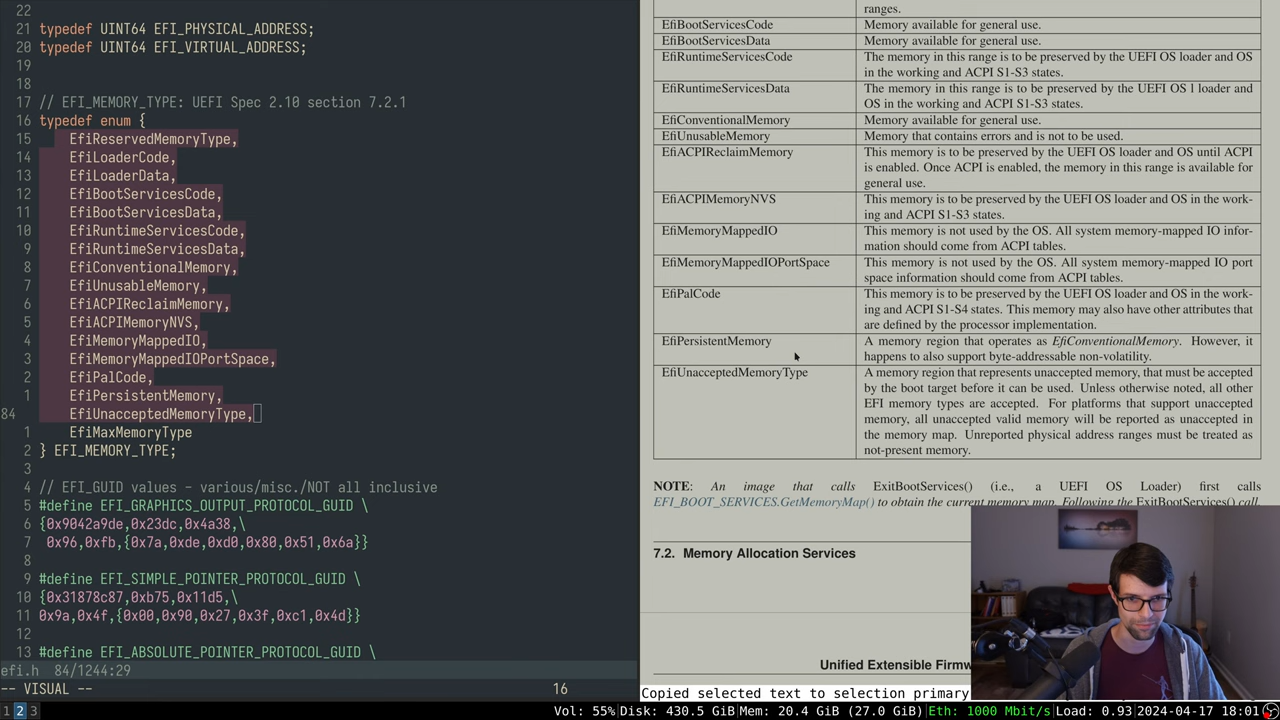 22
21 typedef UINT64 EFI_PHYSICAL_ADDRESS;
20 typedef UINT64 EFI_VIRTUAL_ADDRESS;
19
18
17 // EFI_MEMORY_TYPE: UEFI Spec 2.10 section 7.2.1
16 typedef enum {
15 EfiReservedMemoryType,
14 EfiLoaderCode,
13 EfiLoaderData,
12 EfiBootServicesCode,
11 EfiBootServicesData,
10 EfiRuntimeServicesCode,
9 EfiRuntimeServicesData,
8 EfiConventionalMemory,
7 EfiUnusableMemory,
6 EfiACPIReclaimMemory,
5 EfiACPIMemoryNVS,
4 EfiMemoryMappedIO,
3 EfiMemoryMappedIOPortSpace,
2 EfiPalCode,
1 EfiPersistentMemory,
84 EfiUnacceptedMemoryType,
1 EfiMaxMemoryType
2 } EFI_MEMORY_TYPE;
3
4 // EFI_GUID values - various/misc./NOT all inclusive
5 #define EFI_GRAPHICS_OUTPUT_PROTOCOL_GUID \
6 {0x9042a9de,0x23dc,0x4a38,\
7 0x96,0xfb,{0x7a,0xde,0xd0,0x80,0x51,0x6a}}
8
9 #define EFI_SIMPLE_POINTER_PROTOCOL_GUID \
10 {0x31878c87,0xb75,0x11d5,\
11 0x9a,0x4f,{0x00,0x90,0x27,0x3f,0xc1,0x4d}}
12
13 #define EFI_ABSOLUTE_POINTER_PROTOCOL_GUID \
efi.h 84/1244:29
-- VISUAL -- 16
ranges.
EfiBootServicesCode Memory available for general use.
EfiBootServicesData Memory available for general use.
EfiRuntimeServicesCode The memory in this range is to be preserved by the UEFI OS loader and OS
in the working and ACPI S1-S3 states.
EfiRuntimeServicesData The memory in this range is to be preserved by the UEFI OS l loader and
OS in the working and ACPI S1-S3 states.
EfiConventionalMemory Memory available for general use.
EfiUnusableMemory Memory that contains errors and is not to be used.
EfiACPIReclaimMemory This memory is to be preserved by the UEFI OS loader and OS until ACPI
is enabled. Once ACPI is enabled, the memory in this range is available for
general use.
EfiACPIMemoryNVS This memory is to be preserved by the UEFI OS loader and OS in the work-
ing and ACPI S1-S3 states.
EfiMemoryMappedIO This memory is not used by the OS. All system memory-mapped IO infor-
mation should come from ACPI tables.
EfiMemoryMappedIOPortSpace This memory is not used by the OS. All system memory-mapped IO port
space information should come from ACPI tables.
EfiPalCode This memory is to be preserved by the UEFI OS loader and OS in the work-
ing and ACPI S1-S4 states. This memory may also have other attributes that
are defined by the processor implementation.
EfiPersistentMemory A memory region that operates as EfiConventionalMemory. However, it
happens to also support byte-addressable non-volatility.
EfiUnacceptedMemoryType A memory region that represents unaccepted memory, that must be accepted
by the boot target before it can be used. Unless otherwise noted, all other
EFI memory types are accepted. For platforms that support unaccepted
memory, all unaccepted valid memory will be reported as unaccepted in
the memory map. Unreported physical address ranges must be treated as
not-present memory.
NOTE: An image that calls ExitBootServices() (i.e., a UEFI OS Loader) first calls
EFI_BOOT_SERVICES.GetMemoryMap() to obtain the current memory map. Following the ExitBootServices() call,
7.2. Memory Allocation Services
Unified Extensible Firmw
Copied selected text to selection primary
1 2 3 Vol: 55% Disk: 430.5 GiB Mem: 20.4 GiB (27.0 GiB) Eth: 1000 Mbit/s Load: 0.93 2024-04-17 18:01